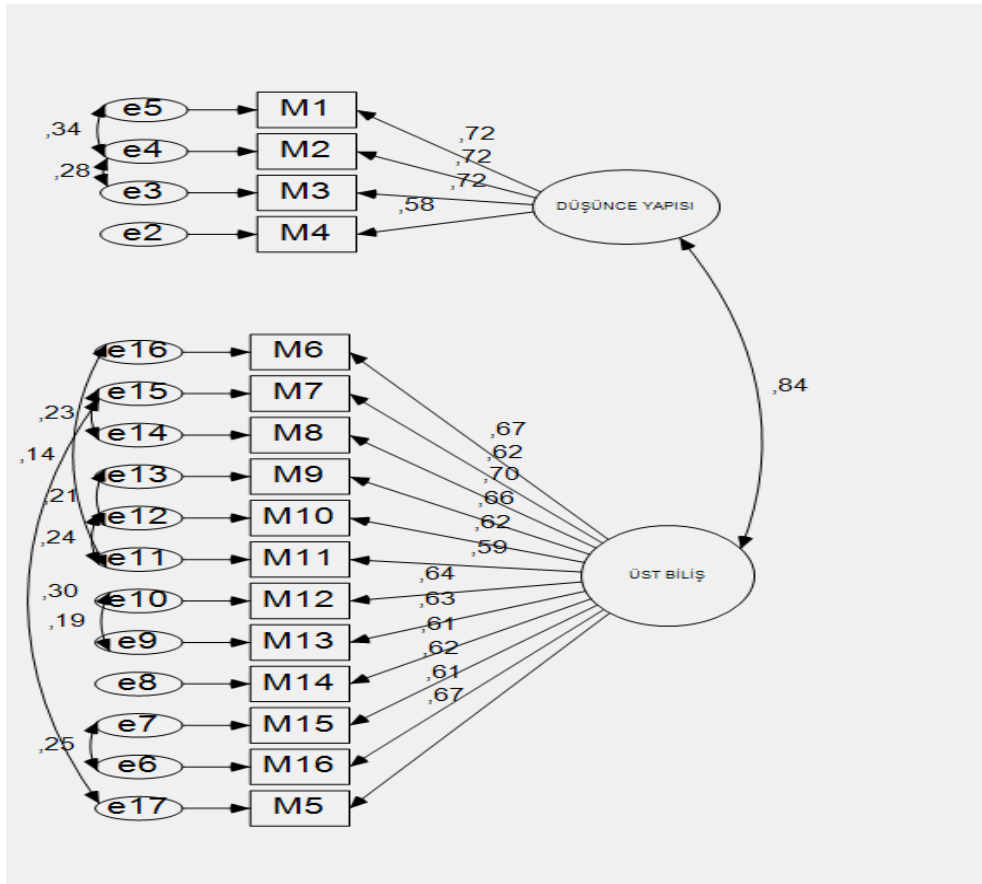 e5 M1
,34 ,72
e4 M2 ,72
,28 ,72
e3 M3 DÜŞÜNCE YAPISI
,58
e2 M4
e16 M6
,84
e15 M7
,23 ,67
e14 M8 ,62
,14 ,70
e13 M9
,21 ,66
e12 M10 ,62
,24 ,59
e11 M11
,64 ÜST BİLİŞ
,30 e10 M12 ,63
,19 ,61
e9 M13 ,62
e8 M14 ,61
,67
e7 M15
,25
e6 M16
e17 M5